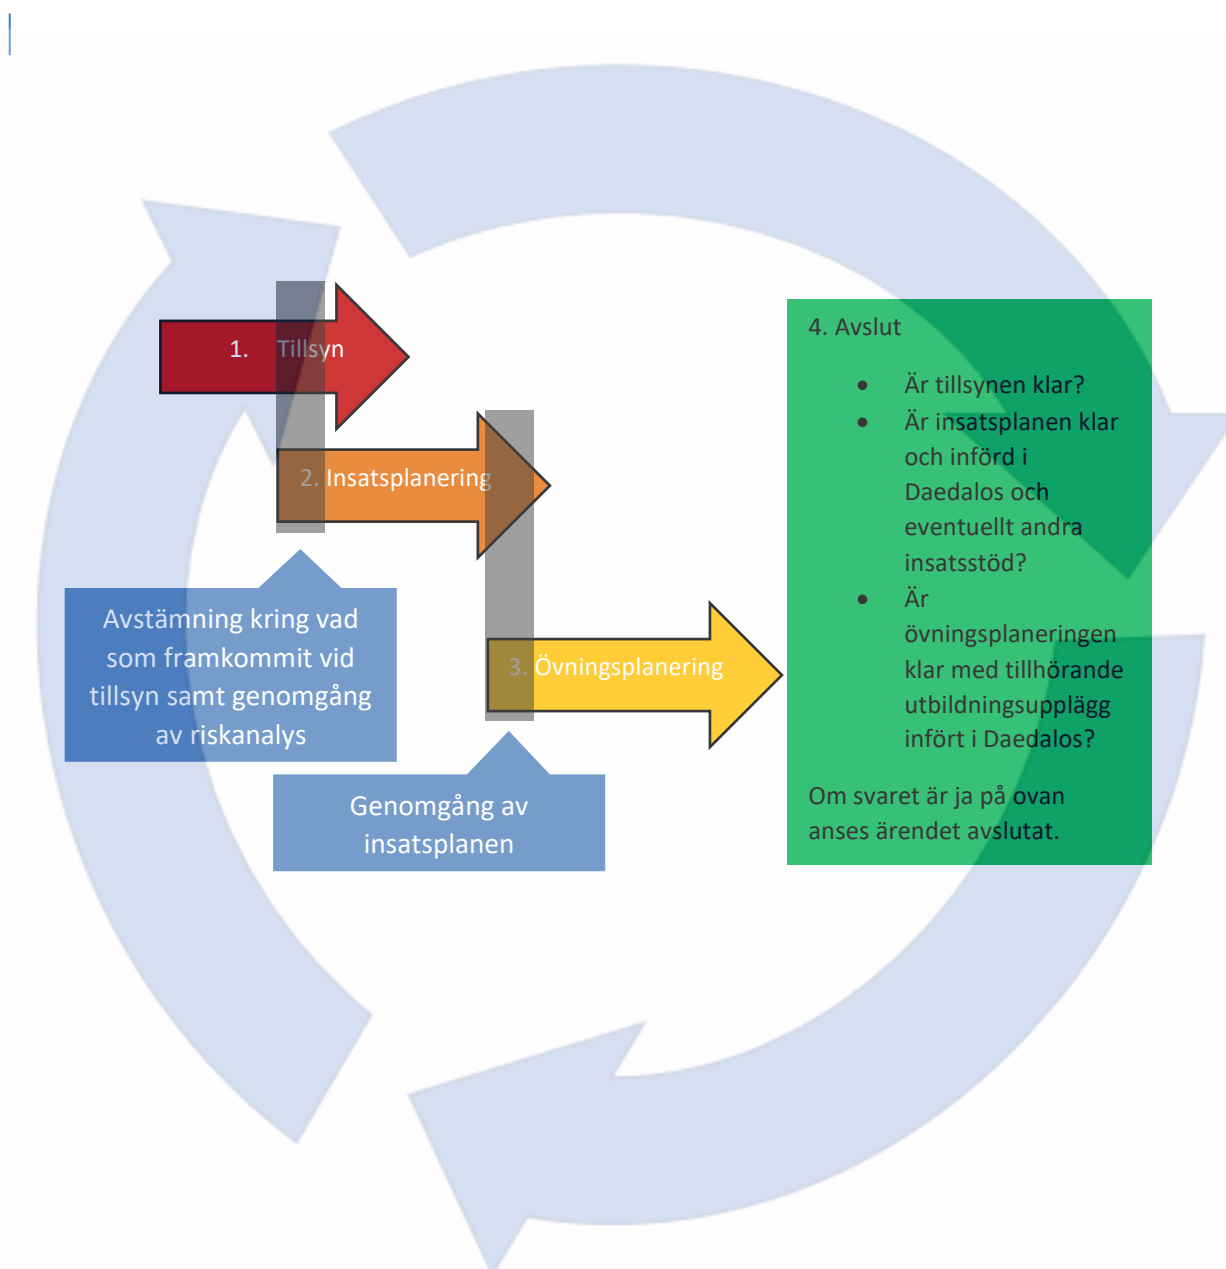 1. Tillsyn
2. Insatsplanering
Avstämning kring vad
som framkommit vid
tillsyn samt genomgång
av riskanalys
3. Övningsplanering
Genomgång av
insatsplanen
4. Avslut
• Är tillsynen klar?
• Är insatsplanen klar
och införd i
Daedalos och
eventuellt andra
insatsstöd?
• Är
övningsplaneringen
klar med tillhörande
utbildningsupplägg
infört i Daedalos?
Om svaret är ja på ovan
anses ärendet avslutat.